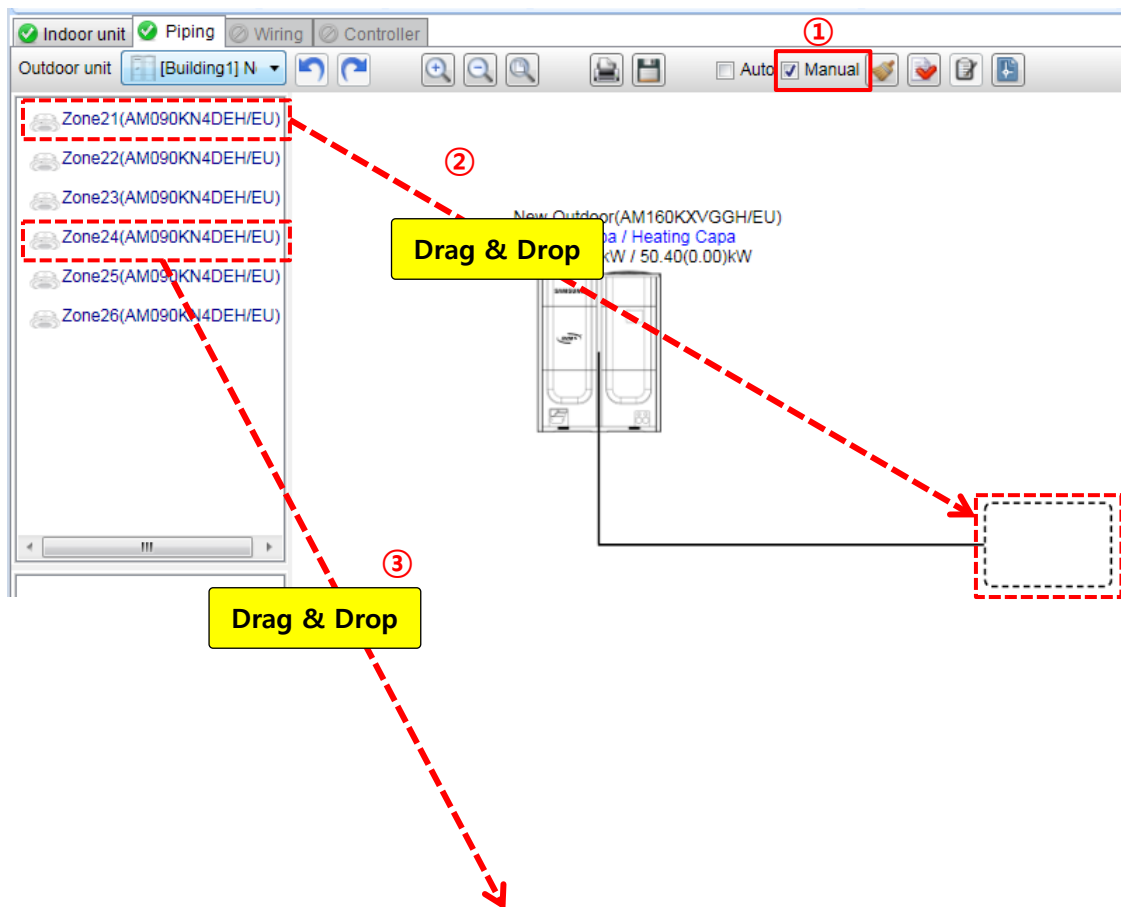 Indoor unit Piping Wiring Controller
①
Outdoor unit [Building1] N Auto Manual
Zone21(AM090KN4DEH/EU)
②
Zone22(AM090KN4DEH/EU)
Zone23(AM090KN4DEH/EU)
New Outdoor(AM160KXVGGH/EU)
Zone24(AM090KN4DEH/EU)
Drag & Drop
pa / Heating Capa
kW / 50.40(0.00)kW
Zone25(AM090KN4DEH/EU)
SAMSUNG
Zone26(AM090KN4DEH/EU)
③
Drag & Drop